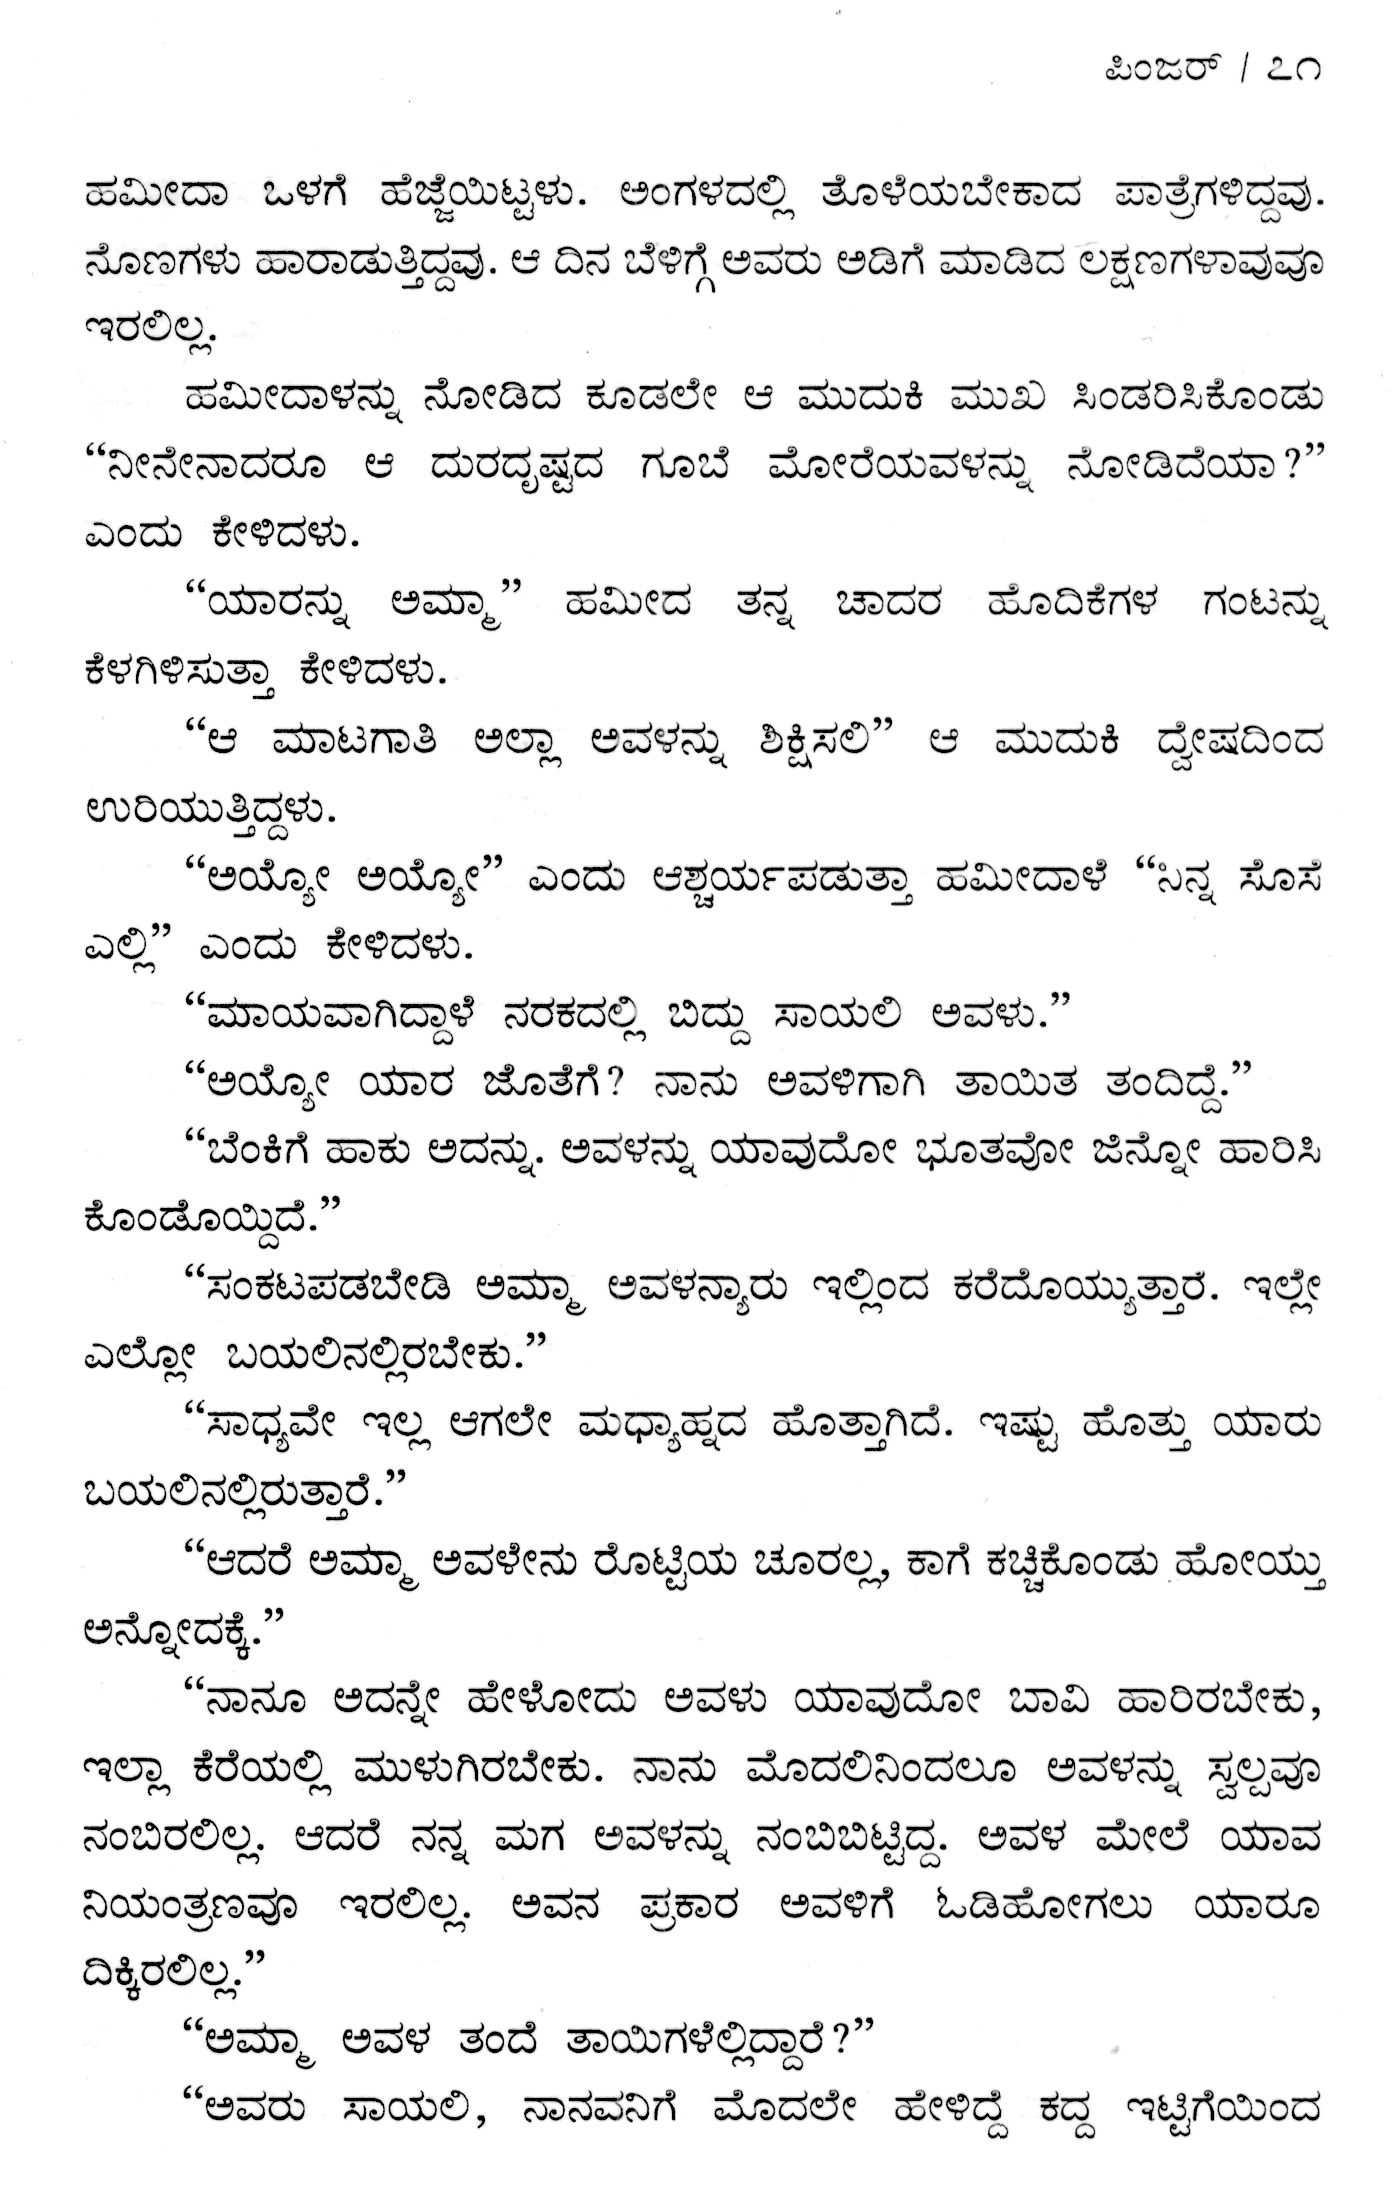 ಪಿಂಜರ್ / ೭೧
ಹಮೀದಾ ಒಳಗೆ ಹೆಜ್ಜೆಯಿಟ್ಟಳು. ಅಂಗಳದಲ್ಲಿ ತೊಳೆಯಬೇಕಾದ ಪಾತ್ರೆಗಳಿದ್ದವು.
ನೊಣಗಳು ಹಾರಾಡುತ್ತಿದ್ದವು. ಆ ದಿನ ಬೆಳಿಗ್ಗೆ ಅವರು ಅಡಿಗೆ ಮಾಡಿದ ಲಕ್ಷಣಗಳಾವುವೂ
ಇರಲಿಲ್ಲ.
ಹಮೀದಾಳನ್ನು ನೋಡಿದ ಕೂಡಲೇ ಆ ಮುದುಕಿ ಮುಖ ಸಿಂಡರಿಸಿಕೊಂಡು
“ನೀನೇನಾದರೂ ಆ ದುರದೃಷ್ಟದ ಗೂಬೆ ಮೋರೆಯವಳನ್ನು ನೋಡಿದೆಯಾ?”
ಎಂದು ಕೇಳಿದಳು.
“ಯಾರನ್ನು ಅಮ್ಮಾ” ಹಮೀದ ತನ್ನ ಚಾದರ ಹೊದಿಕೆಗಳ ಗಂಟನ್ನು
ಕೆಳಗಿಳಿಸುತ್ತಾ ಕೇಳಿದಳು.
“ಆ ಮಾಟಗಾತಿ ಅಲ್ಲಾ ಅವಳನ್ನು ಶಿಕ್ಷಿಸಲಿ” ಆ ಮುದುಕಿ ದ್ವೇಷದಿಂದ
ಉರಿಯುತ್ತಿದ್ದಳು.
“ಅಯ್ಯೋ ಅಯ್ಯೋ” ಎಂದು ಆಶ್ಚರ್ಯಪಡುತ್ತಾ ಹಮೀದಾಳೆ “ನಿನ್ನ ಸೊಸೆ
ಎಲ್ಲಿ” ಎಂದು ಕೇಳಿದಳು.
“ಮಾಯವಾಗಿದ್ದಾಳೆ ನರಕದಲ್ಲಿ ಬಿದ್ದು ಸಾಯಲಿ ಅವಳು.”
“ಅಯ್ಯೋ ಯಾರ ಜೊತೆಗೆ? ನಾನು ಅವಳಿಗಾಗಿ ತಾಯಿತ ತಂದಿದ್ದೆ.”
“ಬೆಂಕಿಗೆ ಹಾಕು ಅದನ್ನು. ಅವಳನ್ನು ಯಾವುದೋ ಭೂತವೋ ಜಿನ್ನೋ ಹಾರಿಸಿ
ಕೊಂಡೊಯ್ದಿದೆ.”
“ಸಂಕಟಪಡಬೇಡಿ ಅಮ್ಮಾ ಅವಳನ್ಯಾರು ಇಲ್ಲಿಂದ ಕರೆದೊಯ್ಯುತ್ತಾರೆ. ಇಲ್ಲೇ
ಎಲ್ಲೋ ಬಯಲಿನಲ್ಲಿರಬೇಕು.”
“ಸಾಧ್ಯವೇ ಇಲ್ಲ ಆಗಲೇ ಮಧ್ಯಾಹ್ನದ ಹೊತ್ತಾಗಿದೆ. ಇಷ್ಟು ಹೊತ್ತು ಯಾರು
ಬಯಲಿನಲ್ಲಿರುತ್ತಾರೆ.”
“ಆದರೆ ಅಮ್ಮಾ ಅವಳೇನು ರೊಟ್ಟಿಯ ಚೂರಲ್ಲ, ಕಾಗೆ ಕಚ್ಚಿಕೊಂಡು ಹೋಯ್ತು
ಅನ್ನೋದಕ್ಕೆ.”
“ನಾನೂ ಅದನ್ನೇ ಹೇಳೋದು ಅವಳು ಯಾವುದೋ ಬಾವಿ ಹಾರಿರಬೇಕು,
ಇಲ್ಲಾ ಕೆರೆಯಲ್ಲಿ ಮುಳುಗಿರಬೇಕು. ನಾನು ಮೊದಲಿನಿಂದಲೂ ಅವಳನ್ನು ಸ್ವಲ್ಪವೂ
ನಂಬಿರಲಿಲ್ಲ. ಆದರೆ ನನ್ನ ಮಗ ಅವಳನ್ನು ನಂಬಿಬಿಟ್ಟಿದ್ದ. ಅವಳ ಮೇಲೆ ಯಾವ
ನಿಯಂತ್ರಣವೂ ಇರಲಿಲ್ಲ. ಅವನ ಪ್ರಕಾರ ಅವಳಿಗೆ ಓಡಿಹೋಗಲು ಯಾರೂ
ದಿಕ್ಕಿರಲಿಲ್ಲ.”
“ಅಮ್ಮಾ ಅವಳ ತಂದೆ ತಾಯಿಗಳೆಲ್ಲಿದ್ದಾರೆ?”
“ಅವರು ಸಾಯಲಿ, ನಾನವನಿಗೆ ಮೊದಲೇ ಹೇಳಿದ್ದೆ ಕದ್ದ ಇಟ್ಟಿಗೆಯಿಂದ